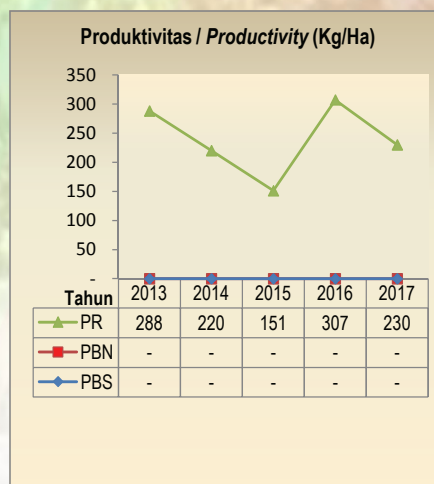 Produktivitas / Productivity (Kg/Ha)
350
300
250
200
150
100
50
-
Tahun 2013 2014 2015 2016 2017
PR 288 220 151 307 230
PBN - - - - -
PBS - - - - -